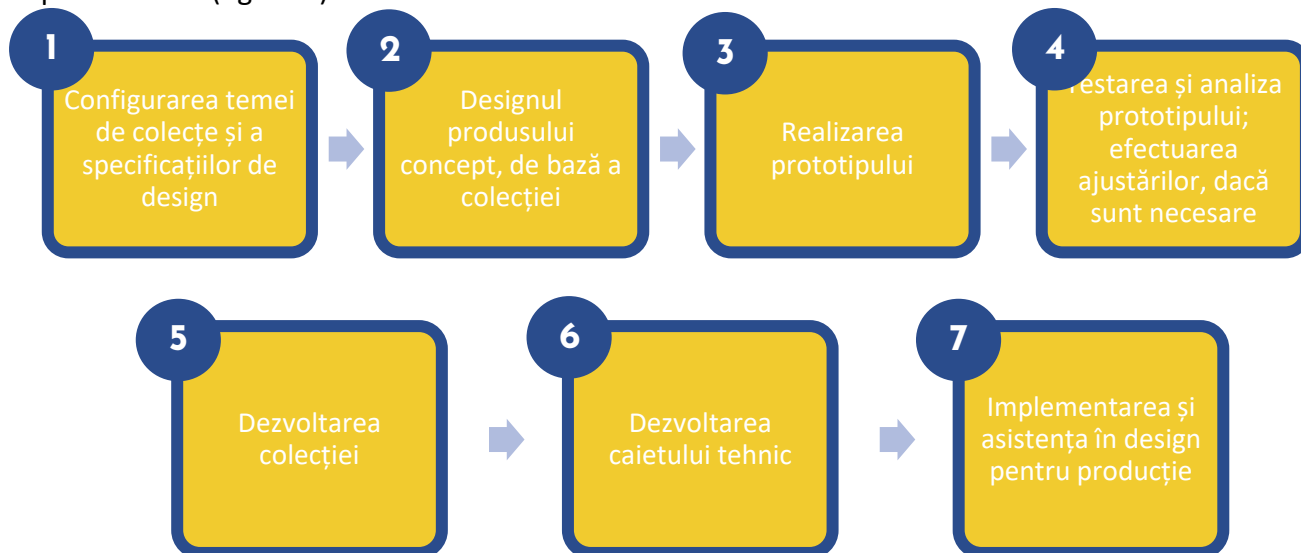 1
Configurarea temei
de colecțe și a
specificațiilor de
design
2
Designul
produsului
concept, de bază a
colecției
3
Realizarea
prototipului
4
Testarea și analiza
prototipului;
efectuarea
ajustărilor, dacă
sunt necesare
5
Dezvoltarea
colecției
6
Dezvoltarea
caietului tehnic
7
Implementarea și
asistența în design
pentru producție